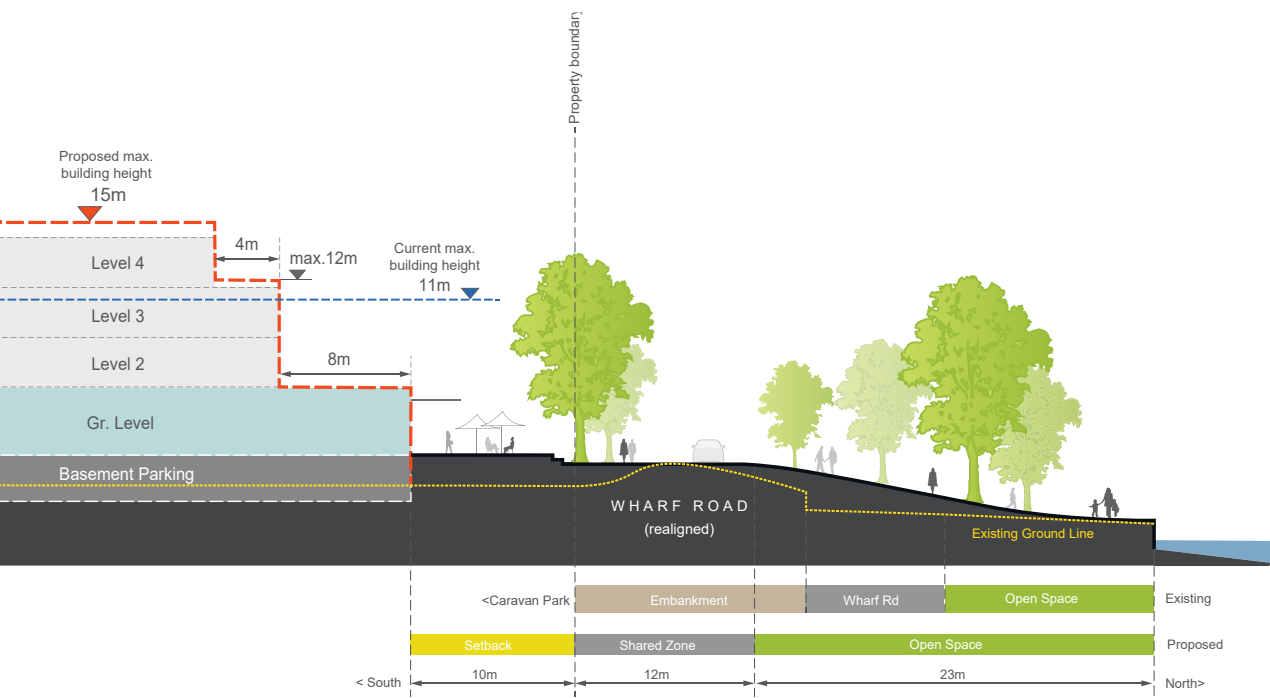 Property boundary
Proposed max.
building height
15m
4m
max.12m
Current max.
building height
11m
Level 4
Level 3
Level 2
8m
Gr. Level
Basement Parking
WHARF ROAD
(realigned)
Existing Ground Line
<Caravan Park
Embankment
Wharf Rd
Open Space
Existing
Setback
Shared Zone
Open Space
Proposed
< South
10m
12m
23m
North>